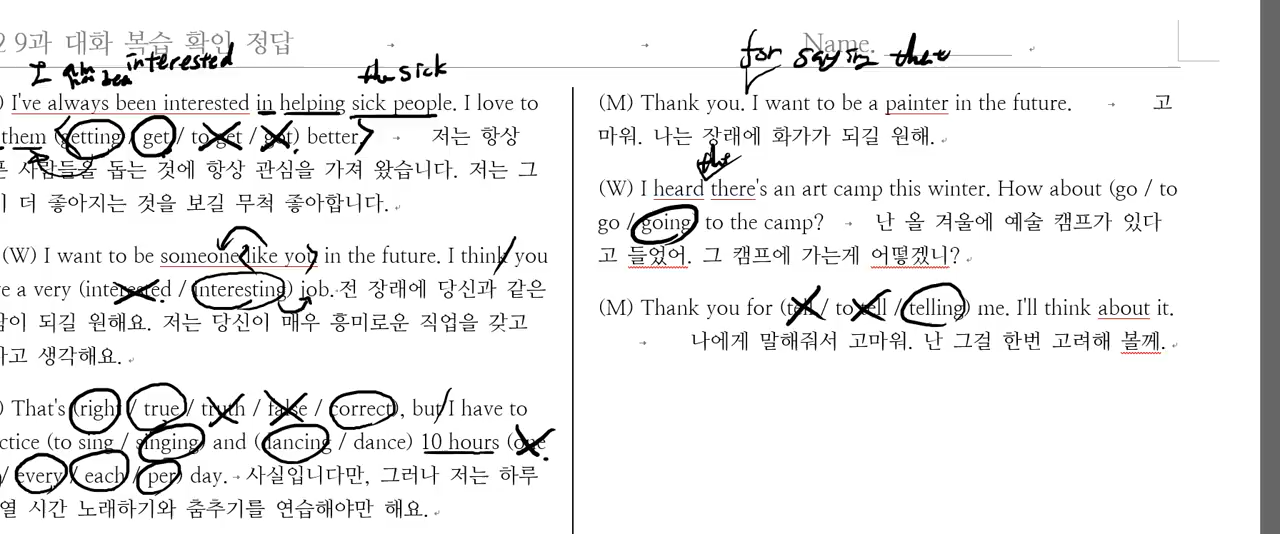 2 9과 대화 복습 확인 정답
Name.
I interested
the sick
for saying that
) I've always been interested in helping sick people. I love to
them (getting / get / to get / got) better. 저는 항상
픈 사람들을 돕는 것에 항상 관심을 가져 왔습니다. 저는 그
이 더 좋아지는 것을 보길 무척 좋아합니다.
(W) I want to be someone like you in the future. I think you
ve a very (interested / interesting) job. 전 장래에 당신과 같은
람이 되길 원해요. 저는 당신이 매우 흥미로운 직업을 갖고
다고 생각해요.
) That's (right / true / truth / false / correct), but I have to
ctice (to sing / singing) and (dancing / dance) 10 hours (one
/ every / each / per) day. 사실입니다만, 그러나 저는 하루
열 시간 노래하기와 춤추기를 연습해야만 해요.
(M) Thank you. I want to be a painter in the future. 고
마워. 나는 장래에 화가가 되길 원해.
that
(W) I heard there's an art camp this winter. How about (go / to
go / going) to the camp? 난 올 겨울에 예술 캠프가 있다
고 들었어. 그 캠프에 가는게 어떻겠니?
(M) Thank you for (tell / to tell / telling) me. I'll think about it.
나에게 말해줘서 고마워. 난 그걸 한번 고려해 볼께.